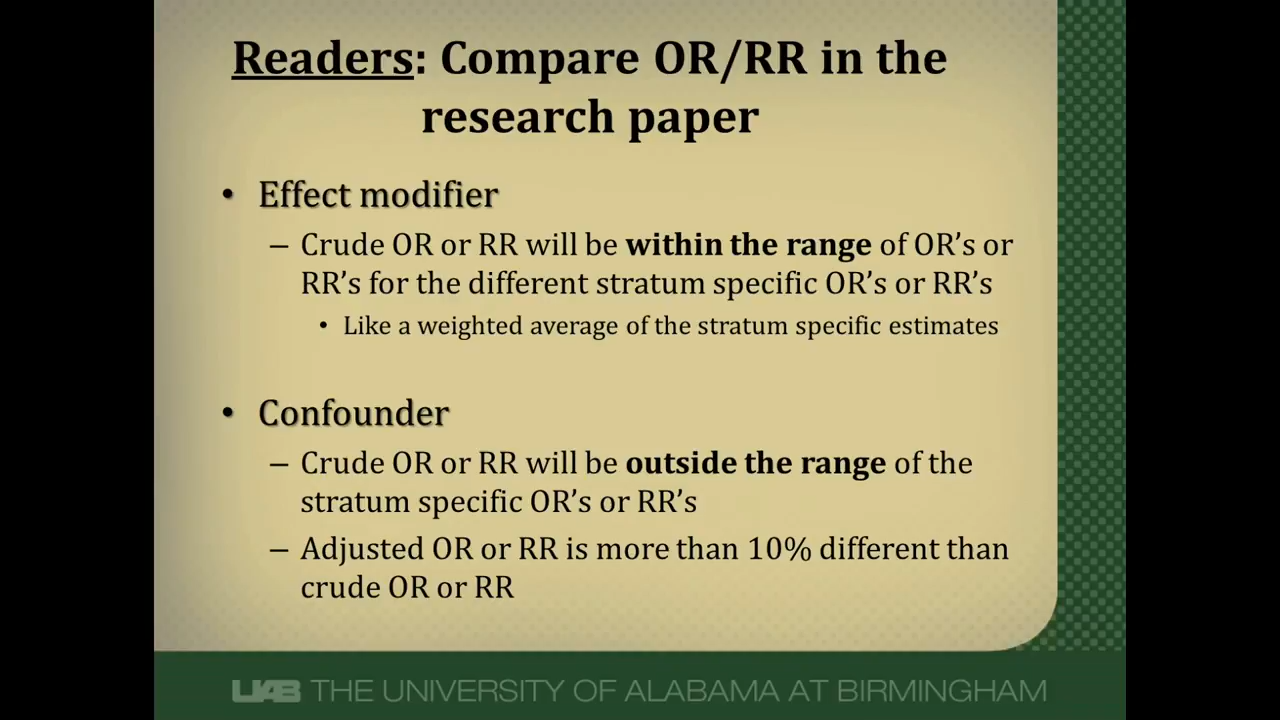 Readers: Compare OR/RR in the
research paper
• Effect modifier
– Crude OR or RR will be within the range of OR’s or
RR’s for the different stratum specific OR’s or RR’s
• Like a weighted average of the stratum specific estimates
• Confounder
– Crude OR or RR will be outside the range of the
stratum specific OR’s or RR’s
– Adjusted OR or RR is more than 10% different than
crude OR or RR
UAB THE UNIVERSITY OF ALABAMA AT BIRMINGHAM